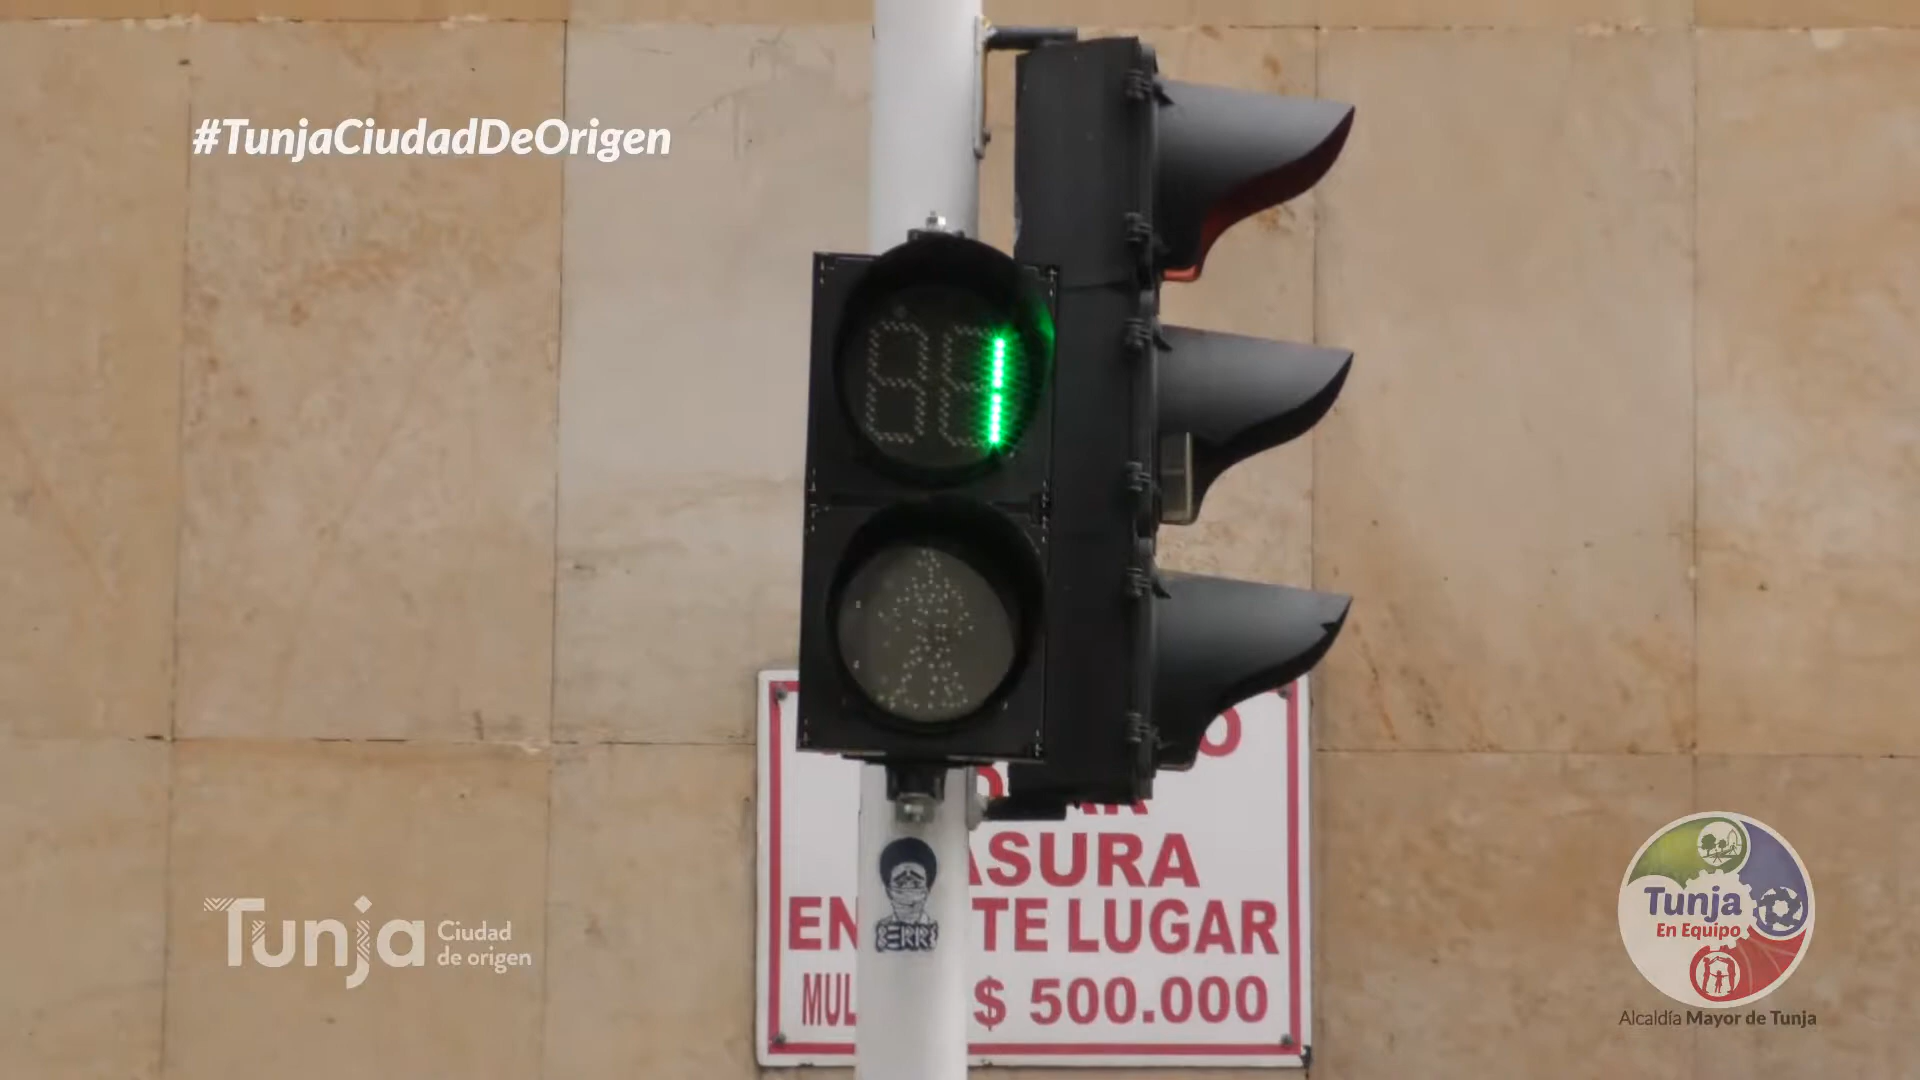 #TunjaCiudadDeOrigen
1
O
ASURA
EN TE LUGAR
MUL $ 500.000
BERRS
Tunja Ciudad
de origen
Tunja
En Equipo
Alcaldía Mayor de Tunja